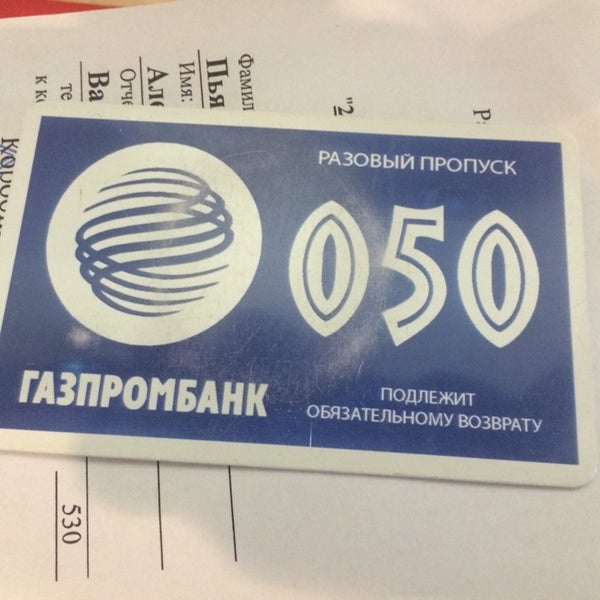 РАЗОВЫЙ ПРОПУСК
050
ГАЗПРОМБАНК
ПОДЛЕЖИТ
ОБЯЗАТЕЛЬНОМУ ВОЗВРАТУ
Имя:
530